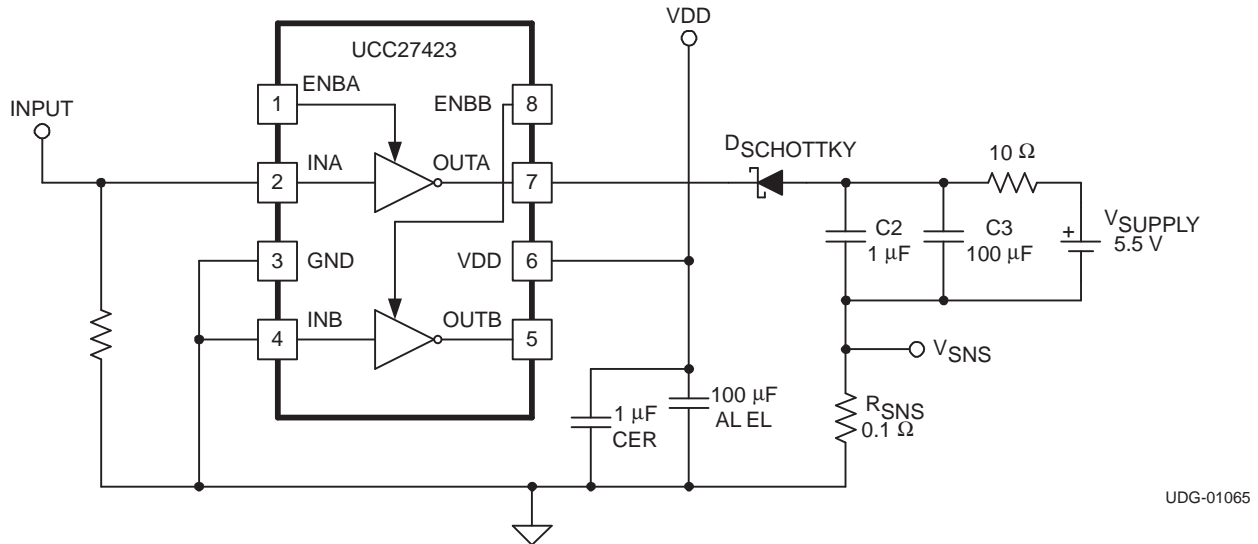 VDD
UCC27423
INPUT
1
ENBA
ENBB
8
2
INA
OUTA
7
3
GND
VDD
6
4
INB
OUTB
5
DSCHOTTKY
10 Ω
C2
1 μF
C3
100 μF
+
VSUPPLY
5.5 V
VSNS
RSNS
0.1 Ω
1 μF
CER
100 μF
AL EL
UDG-01065